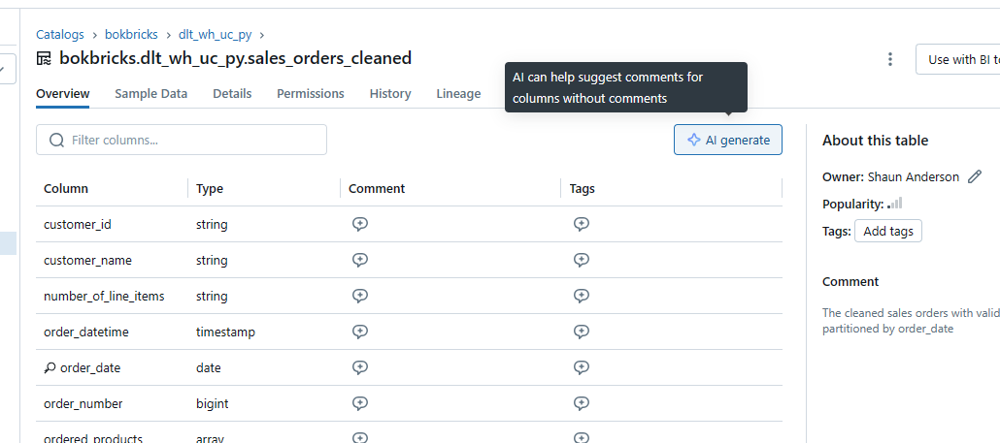 Catalogs > bokbricks > dlt_wh_uc_py >
bokbricks.dlt_wh_uc_py.sales_orders_cleaned
Use with BI to
AI can help suggest comments for
columns without comments
Overview Sample Data Details Permissions History Lineage
Filter columns...
AI generate
Column Type Comment Tags
customer_id string
customer_name string
number_of_line_items string
order_datetime timestamp
order_date date
order_number bigint
ordered_products array
About this table
Owner: Shaun Anderson
Popularity:
Tags: Add tags
Comment
The cleaned sales orders with valid
partitioned by order_date